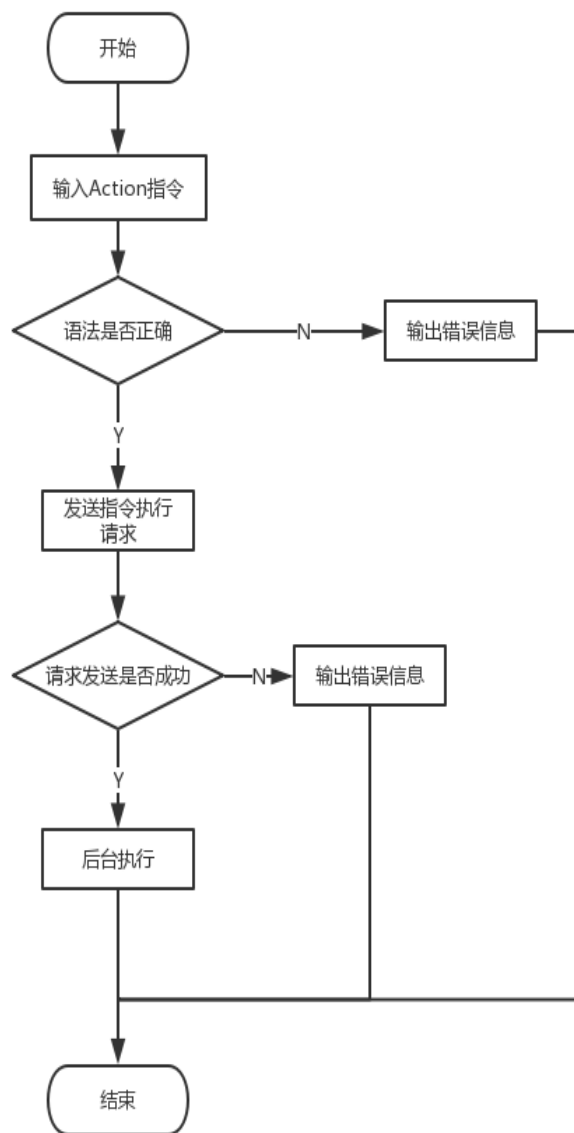 开始
输入Action指令
语法是否正确
N
输出错误信息
Y
发送指令执行
请求
请求发送是否成功
N
输出错误信息
Y
后台执行
结束